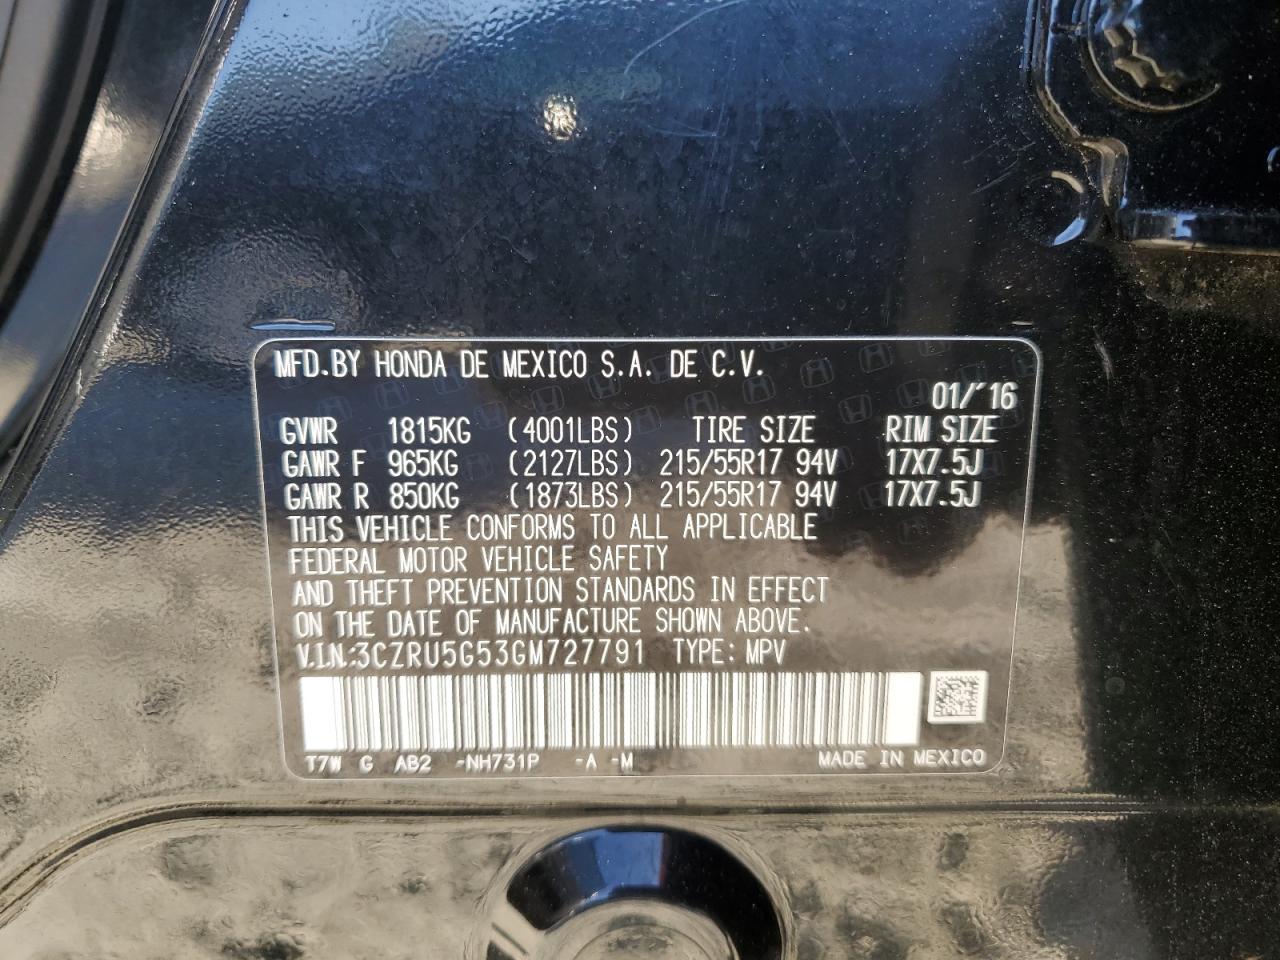 MFD.BY HONDA DE MEXICO S.A. DE C.V.
01/'16
GVWR 1815KG (4001LBS) TIRE SIZE RIM SIZE
GAWR F 965KG (2127LBS) 215/55R17 94V 17X7.5J
GAWR R 850KG (1873LBS) 215/55R17 94V 17X7.5J
THIS VEHICLE CONFORMS TO ALL APPLICABLE
FEDERAL MOTOR VEHICLE SAFETY
AND THEFT PREVENTION STANDARDS IN EFFECT
ON THE DATE OF MANUFACTURE SHOWN ABOVE.
V.I.N.:3CZRU5G53GM727791 TYPE: MPV
T7W G AB2 -NH731P -A -M MADE IN MEXICO